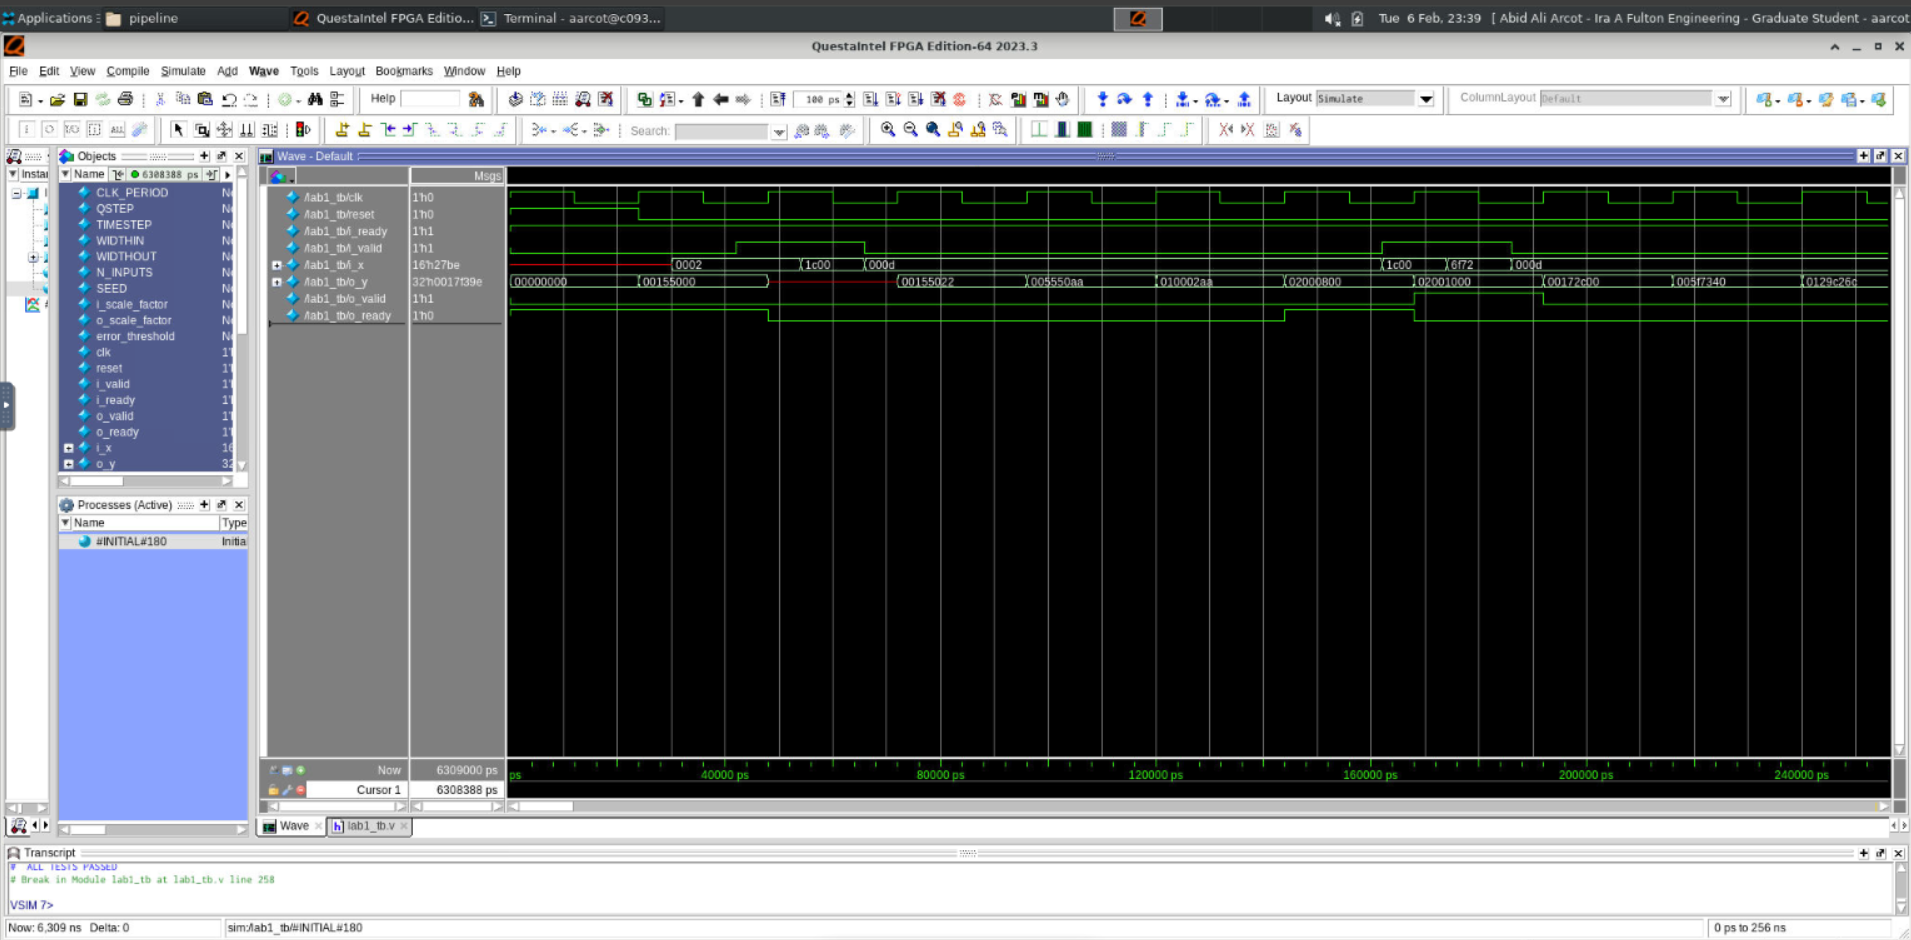 Applications
pipeline
QuestaIntel FPGA Editio...
Terminal - aarcot@c093...
Tue 6 Feb, 23:39 [ Abid Ali Arcot - Ira A Fulton Engineering - Graduate Student - aarcot
QuestaIntel FPGA Edition-64 2023.3
File Edit View Compile Simulate Add Wave Tools Layout Bookmarks Window Help
Help
100 ps
Layout Simulate
ColumnLayout Default
Search:
Instar
Objects
Name
6308388 ps
CLK_PERIOD
QSTEP
TIMESTEP
WIDTHIN
WIDTHOUT
N_INPUTS
SEED
i_scale_factor
o_scale_factor
error_threshold
clk
reset
i_valid
i_ready
o_valid
o_ready
i_x
o_y
Processes (Active)
Name Type
#INITIAL#180 Initia
Wave - Default
Msgs
/lab1_tb/clk 1'h0
/lab1_tb/reset 1'h0
/lab1_tb/i_ready 1'h1
/lab1_tb/i_valid 1'h1
/lab1_tb/i_x 16'h27be 0002 1c00 000d 1c00 6f72 000d
/lab1_tb/o_y 32'h0017f39e 00000000 00155000 00155022 005550aa 010002aa 02000800 02001000 00172c00 005f7340 0129c26c
/lab1_tb/o_valid 1'h1
/lab1_tb/o_ready 1'h0
Now 6309000 ps
ps 40000 ps 80000 ps 120000 ps 160000 ps 200000 ps 240000 ps
Cursor 1 6308388 ps
Wave lab1_tb.v
Transcript
# ALL TESTS PASSED
# Break in Module lab1_tb at lab1_tb.v line 258
VSIM 7>
Now: 6,309 ns Delta: 0 sim:/lab1_tb/#INITIAL#180 0 ps to 256 ns